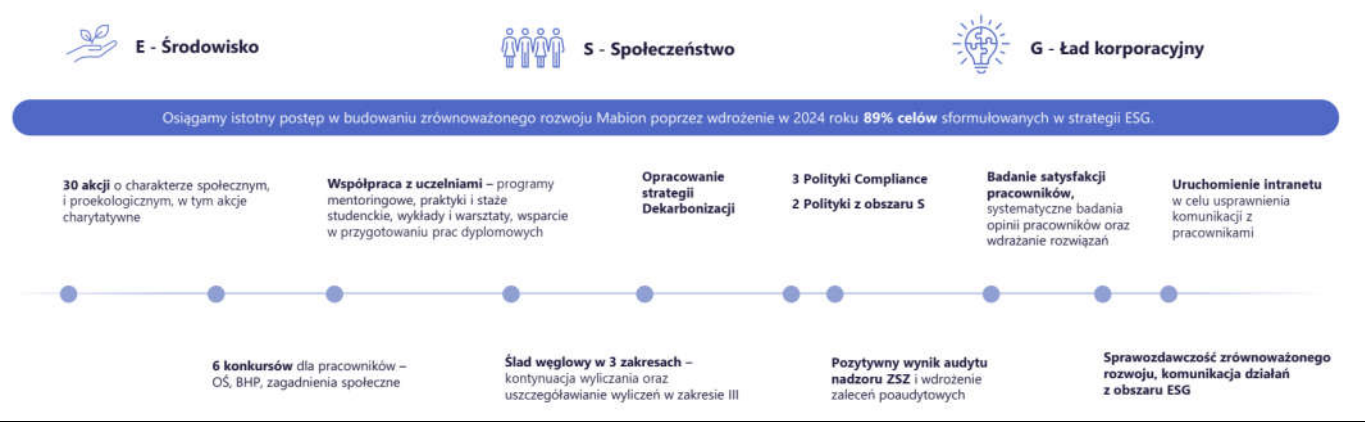 E - Środowisko
S - Społeczeństwo
G - Ład korporacyjny
Osiągamy istotny postęp w budowaniu zrównoważonego rozwoju Mabion poprzez wdrożenie w 2024 roku 89% celów sformułowanych w strategii ESG.
30 akcji o charakterze społecznym,
i proekologicznym, w tym akcje
charytatywne
Współpraca z uczelniami – programy
mentoringowe, praktyki i staże
studenckie, wykłady i warsztaty, wsparcie
w przygotowaniu prac dyplomowych
Opracowanie
strategii
Dekarbonizacji
3 Polityki Compliance
2 Polityki z obszaru S
Badanie satysfakcji
pracowników,
systematyczne badania
opinii pracowników oraz
wdrażanie rozwiązań
Uruchomienie intranetu
w celu usprawnienia
komunikacji z
pracownikami
6 konkursów dla pracowników –
OŚ, BHP, zagadnienia społeczne
Ślad węglowy w 3 zakresach –
kontynuacja wyliczania oraz
uszczegóławianie wyliczeń w zakresie III
Pozytywny wynik audytu
nadzoru ZSZ i wdrożenie
zaleceń poaudytowych
Sprawozdawczość zrównoważonego
rozwoju, komunikacja działań
z obszaru ESG